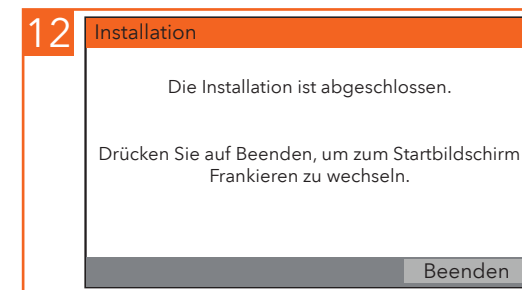 12
Installation
Die Installation ist abgeschlossen.
Drücken Sie auf Beenden, um zum Startbildschirm
Frankieren zu wechseln.
Beenden